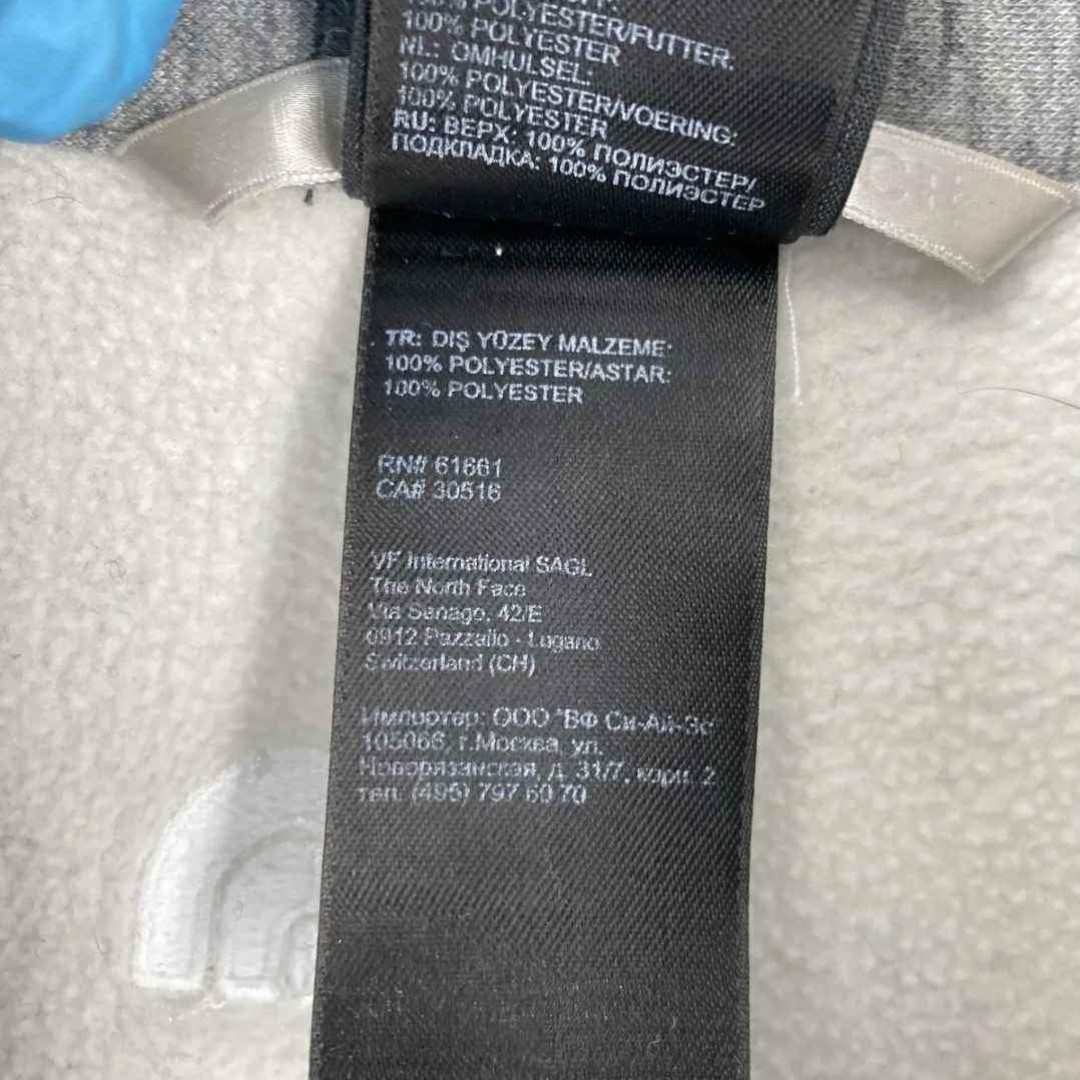 100% POLYESTER/FUTTER:
100% POLYESTER
NL: OMHULSEL:
100% POLYESTER/VOERING:
100% POLYESTER
RU: ВЕРХ: 100% ПОЛИЭСТЕР/
ПОДКЛАДКА: 100% ПОЛИЭСТЕР
TR: DIŞ YÜZEY MALZEME:
100% POLYESTER/ASTAR:
100% POLYESTER
RN# 61661
CA# 30516
VF International SAGL
The North Face
Via Senago, 42/E
6912 Pazzallo - Lugano
Switzerland (CH)
Импортер: ООО "ВФ Си-Ай-Эс"
105066, г.Москва, ул.
Новорязанская, д. 31/7, корп. 2
тел. (495) 797 60 70